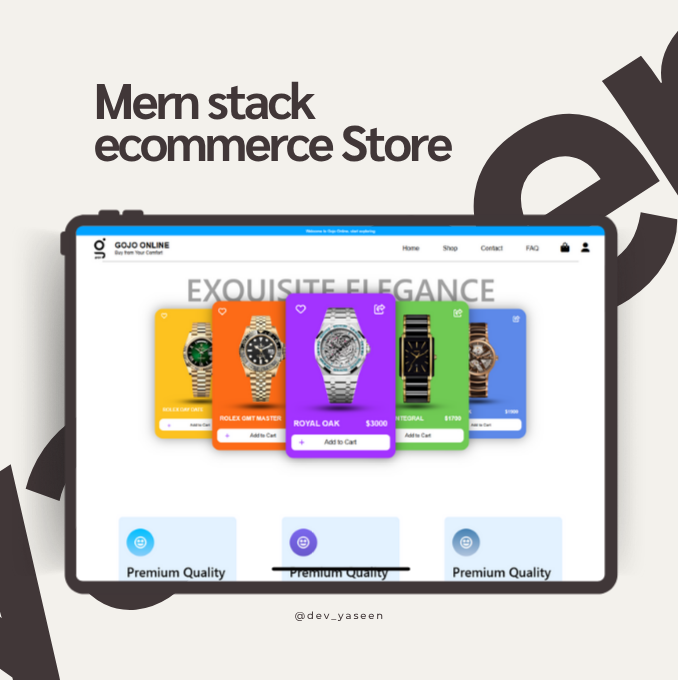 Mern stack
ecommerce Store
er
Welcome to Gojo Online, start exploring
GOJO ONLINE
Buy from Your Comfort
Home
Shop
Contact
FAQ
EXQUISITE ELEGANCE
ROLEX DAY DATE
Add to Cart
ROLEX GMT MASTER
+ Add to Cart
ROYAL OAK
$3000
+ Add to Cart
NTEGRAL
$1700
Add to Cart
Add to Cart
Premium Quality
Premium Quality
Premium Quality
@dev_yaseen